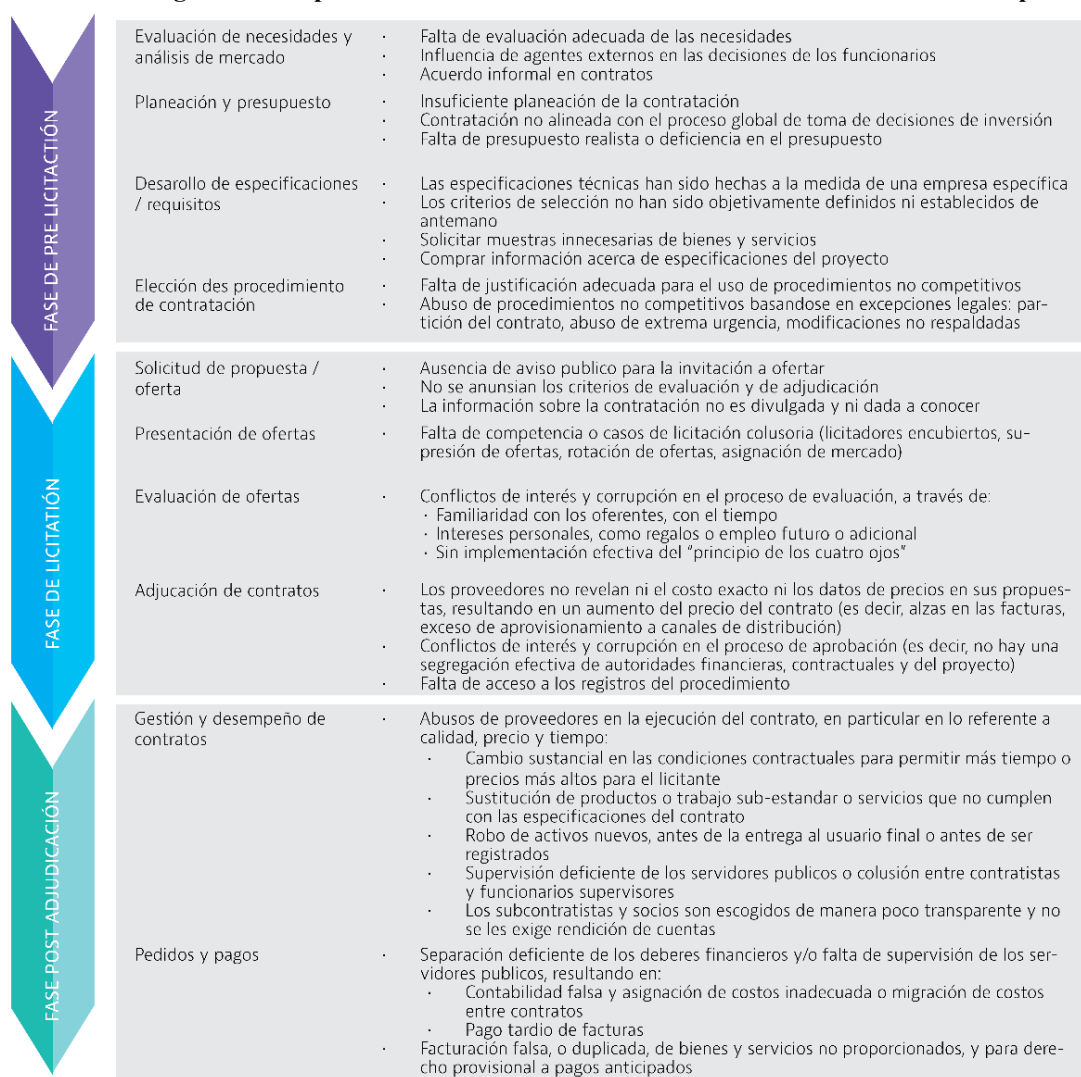 Evaluación de necesidades y
análisis de mercado
· Falta de evaluación adecuada de las necesidades
· Influencia de agentes externos en las decisiones de los funcionarios
· Acuerdo informal en contratos
Planeación y presupuesto
· Insuficiente planeación de la contratación
· Contratación no alineada con el proceso global de toma de decisiones de inversión
· Falta de presupuesto realista o deficiencia en el presupuesto
Desarollo de especificaciones
/ requisitos
· Las especificaciones técnicas han sido hechas a la medida de una empresa específica
· Los criterios de selección no han sido objetivamente definidos ni establecidos de
antemano
· Solicitar muestras innecesarias de bienes y servicios
· Comprar información acerca de especificaciones del proyecto
Elección des procedimiento
de contratación
· Falta de justificación adecuada para el uso de procedimientos no competitivos
· Abuso de procedimientos no competitivos basandose en excepciones legales: par-
tición del contrato, abuso de extrema urgencia, modificaciones no respaldadas
FASE DE PRE LICITACTIÓN
Solicitud de propuesta /
oferta
· Ausencia de aviso publico para la invitación a ofertar
· No se anunsian los criterios de evaluación y de adjudicación
· La información sobre la contratación no es divulgada y ni dada a conocer
Presentación de ofertas
· Falta de competencia o casos de licitación colusoria (licitadores encubiertos, su-
presión de ofertas, rotación de ofertas, asignación de mercado)
Evaluación de ofertas
· Conflictos de interés y corrupción en el proceso de evaluación, a través de:
· Familiaridad con los oferentes, con el tiempo
· Intereses personales, como regalos o empleo futuro o adicional
· Sin implementación efectiva del "principio de los cuatro ojos"
Adjucación de contratos
· Los proveedores no revelan ni el costo exacto ni los datos de precios en sus propues-
tas, resultando en un aumento del precio del contrato (es decir, alzas en las facturas,
exceso de aprovisionamiento a canales de distribución)
· Conflictos de interés y corrupción en el proceso de aprobación (es decir, no hay una
segregación efectiva de autoridades financieras, contractuales y del proyecto)
· Falta de acceso a los registros del procedimiento
FASE DE LICITATIÓN
Gestión y desempeño de
contratos
· Abusos de proveedores en la ejecución del contrato, en particular en lo referente a
calidad, precio y tiempo:
· Cambio sustancial en las condiciones contractuales para permitir más tiempo o
precios más altos para el licitante
· Sustitución de productos o trabajo sub-estandar o servicios que no cumplen
con las especificaciones del contrato
· Robo de activos nuevos, antes de la entrega al usuario final o antes de ser
registrados
· Supervisión deficiente de los servidores publicos o colusión entre contratistas
y funcionarios supervisores
· Los subcontratistas y socios son escogidos de manera poco transparente y no
se les exige rendición de cuentas
Pedidos y pagos
· Separación deficiente de los deberes financieros y/o falta de supervisión de los ser-
vidores publicos, resultando en:
· Contabilidad falsa y asignación de costos inadecuada o migración de costos
entre contratos
· Pago tardio de facturas
· Facturación falsa, o duplicada, de bienes y servicios no proporcionados, y para dere-
cho provisional a pagos anticipados
FASE POST ADJUDICACIÓN